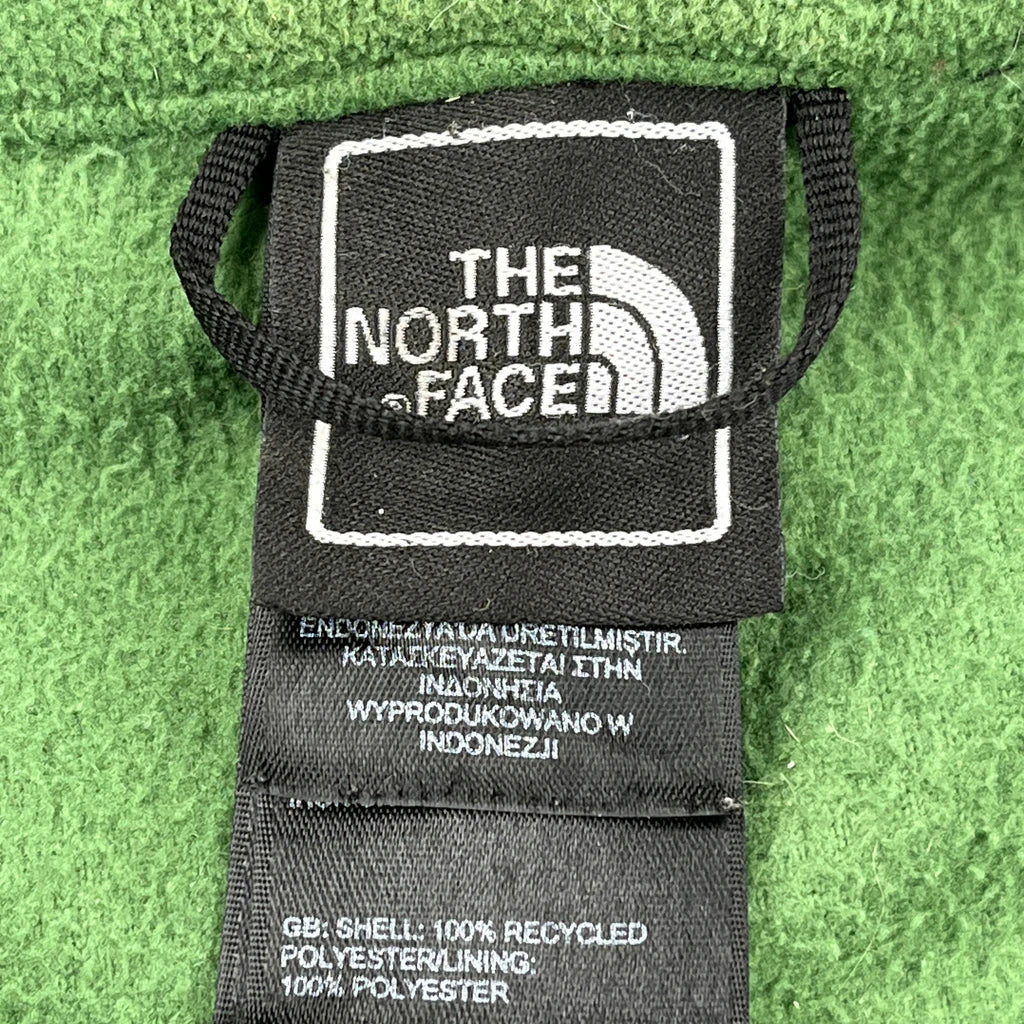 THE
NORTH
® FACE
ENDONEZYA'DA ÜRETILMIŞTIR.
ΚΑΤΑΣΚΕΥΑΖΕΤΑΙ ΣΤΗΝ
ΙΝΔΟΝΗΣΙΑ
WYPRODUKOWANO W
INDONEZJI
GB: SHELL: 100% RECYCLED
POLYESTER/LINING:
100% POLYESTER